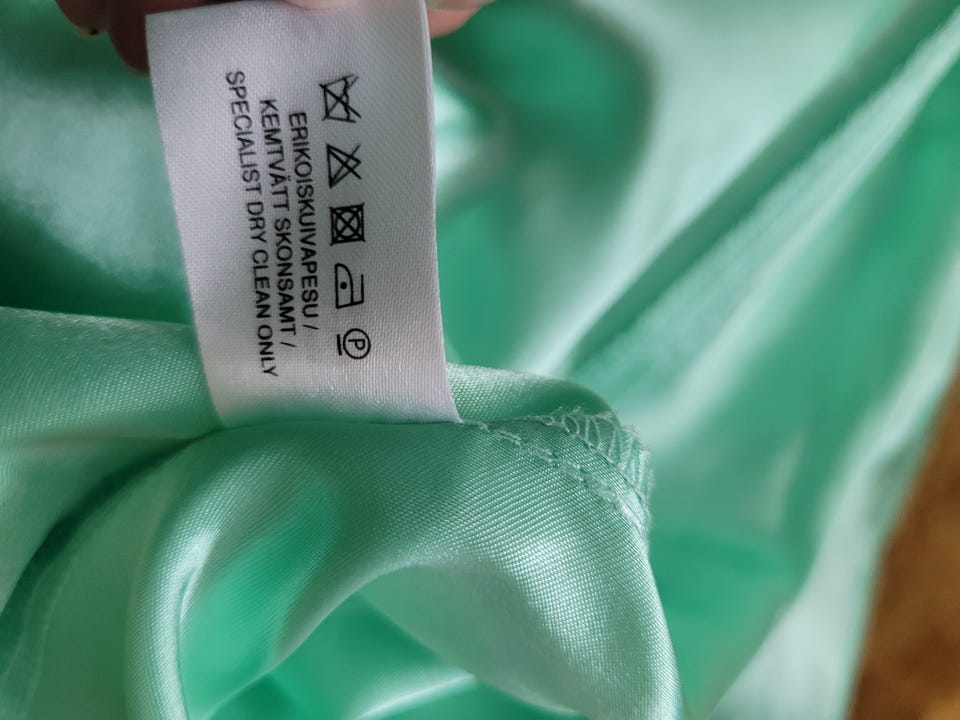 P
ERIKOISKUIVAPESU /
KEMTVÄTT SKONSAMT /
SPECIALIST DRY CLEAN ONLY